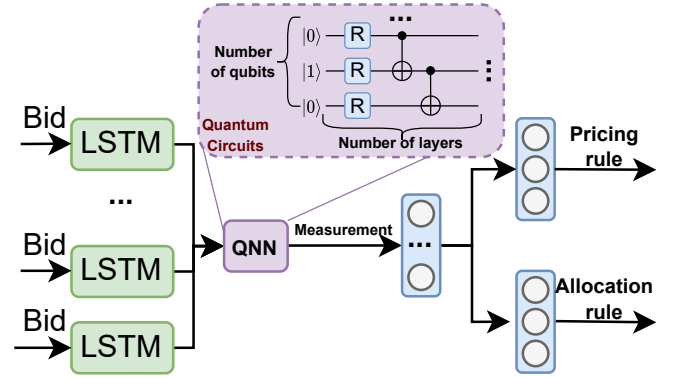 ...
|0⟩
R
Number
of qubits
|1⟩
R
...
|0⟩
R
Quantum
Circuits
Number of layers
Bid
LSTM
...
Bid
LSTM
Bid
LSTM
QNN
Measurement
...
Pricing
rule
Allocation
rule